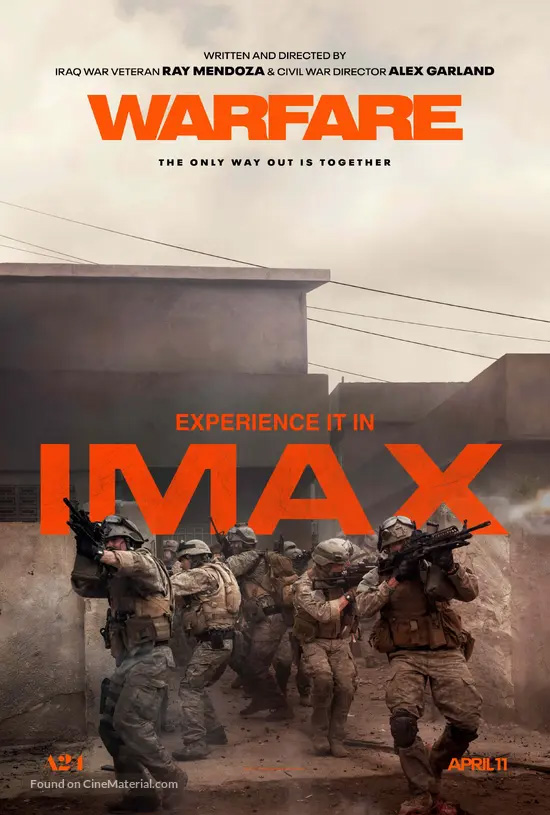 WRITTEN AND DIRECTED BY
IRAQ WAR VETERAN RAY MENDOZA & CIVIL WAR DIRECTOR ALEX GARLAND
WARFARE
THE ONLY WAY OUT IS TOGETHER
EXPERIENCE IT IN
IMAX
A24
APRIL 11
Found on CineMaterial.com